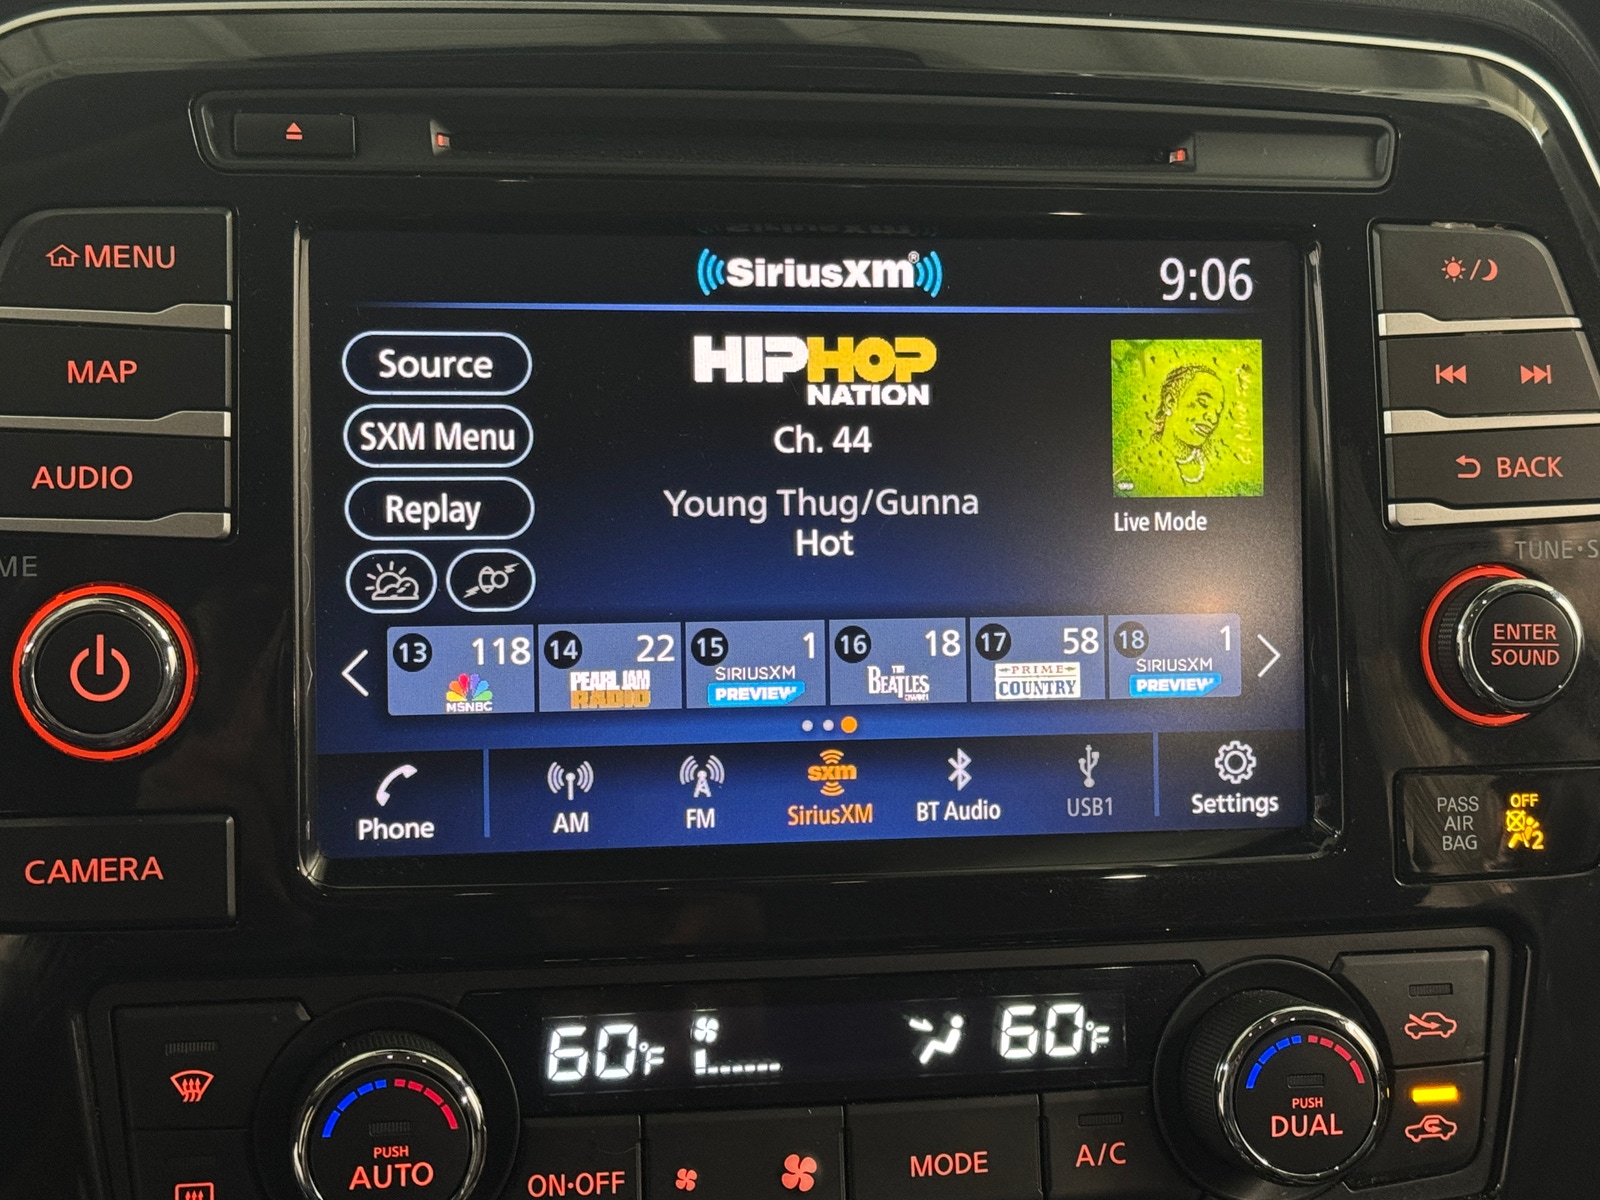 MENU
MAP
AUDIO
ME
CAMERA
SiriusXm®
9:06
Source
SXM Menu
Replay
HIPHOP
NATION
Ch. 44
Young Thug/Gunna
Hot
Live Mode
13 118
MSNBC
14 22
PEARL JAM
RADIO
15 1
SIRIUSXM
PREVIEW
16 18
THE
BEATLES
17 58
PRIME
COUNTRY
18 1
SIRIUSXM
PREVIEW
Phone
AM
FM
sxm
SiriusXM
BT Audio
USB1
Settings
BACK
TUNE·S
ENTER
SOUND
PASS
AIR
BAG
OFF
2
60°F
60°F
PUSH
AUTO
ON·OFF
MODE
A/C
PUSH
DUAL